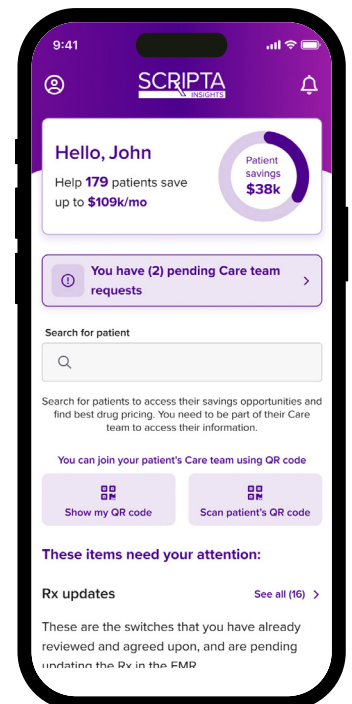 9:41
SCRIPTA
INSIGHTS
Hello, John
Help 179 patients save
up to $109k/mo
Patient
savings
$38k
You have (2) pending Care team
requests
Search for patient
Search for patients to access their savings opportunities and
find best drug pricing. You need to be part of their Care
team to access their information.
You can join your patient's Care team using QR code
Show my QR code
Scan patient's QR code
These items need your attention:
Rx updates
See all (16)
These are the switches that you have already
reviewed and agreed upon, and are pending
updating the Rx in the EMR